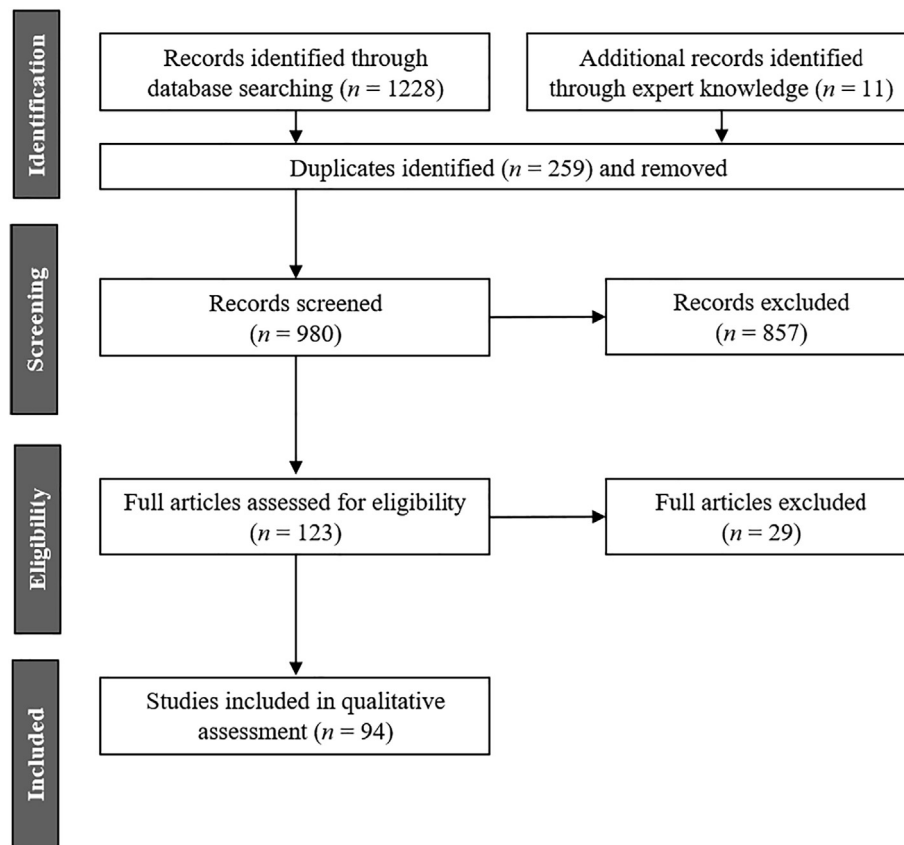 Identification
Records identified through
database searching (n = 1228)
Additional records identified
through expert knowledge (n = 11)
Duplicates identified (n = 259) and removed
Screening
Records screened
(n = 980)
Records excluded
(n = 857)
Eligibility
Full articles assessed for eligibility
(n = 123)
Full articles excluded
(n = 29)
Included
Studies included in qualitative
assessment (n = 94)